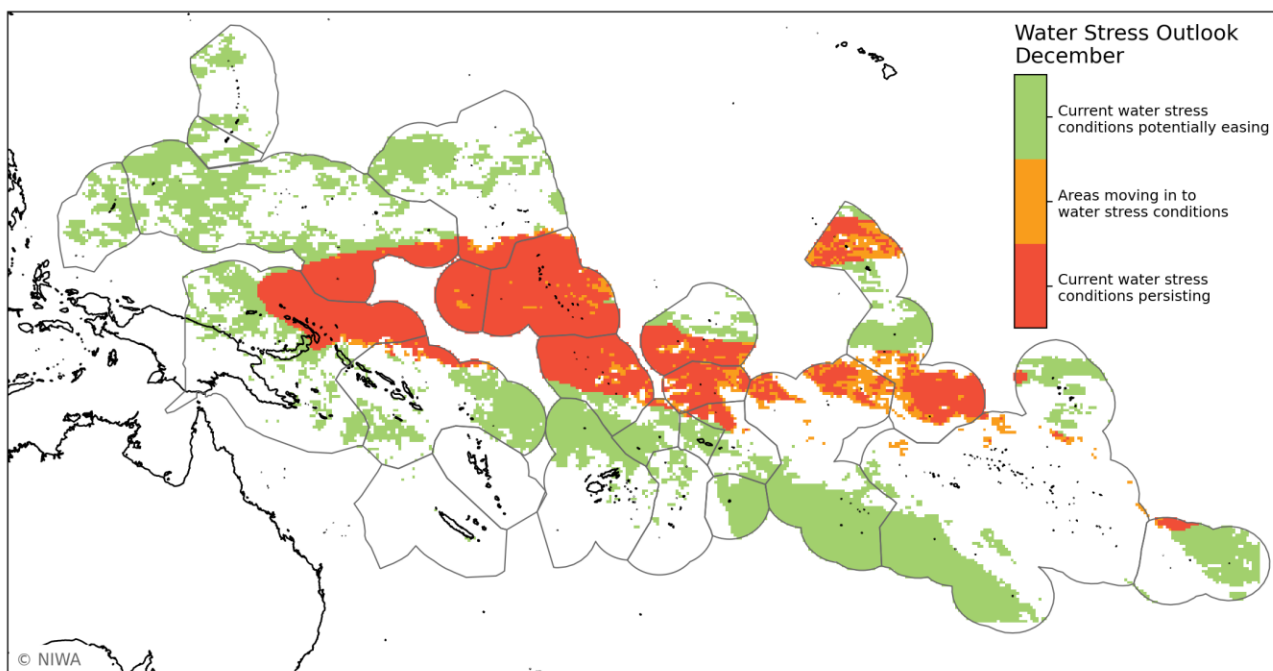 Water Stress Outlook
December
Current water stress
conditions potentially easing
Areas moving in to
water stress conditions
Current water stress
conditions persisting
© NIWA